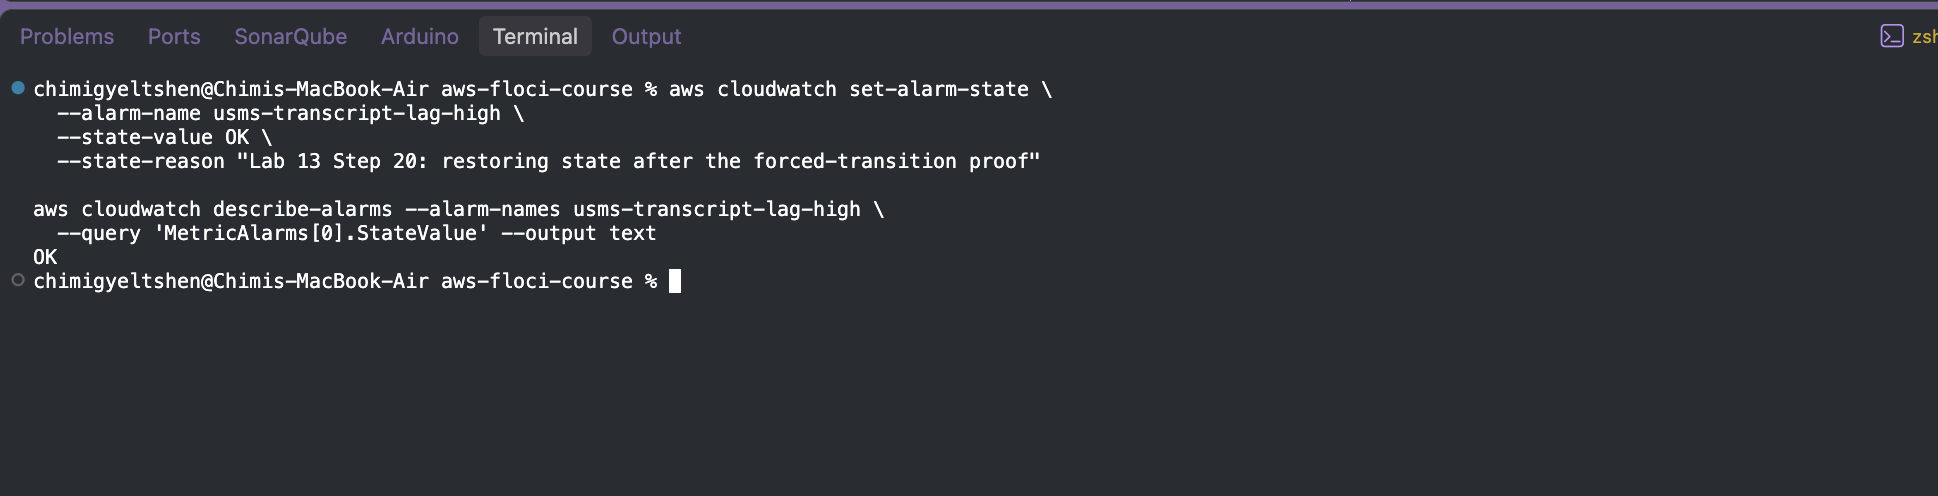 Problems Ports SonarQube Arduino Terminal Output zsh
chimigyeltshen@Chimis-MacBook-Air aws-floci-course % aws cloudwatch set-alarm-state \
--alarm-name usms-transcript-lag-high \
--state-value OK \
--state-reason "Lab 13 Step 20: restoring state after the forced-transition proof"
aws cloudwatch describe-alarms --alarm-names usms-transcript-lag-high \
--query 'MetricAlarms[0].StateValue' --output text
OK
chimigyeltshen@Chimis-MacBook-Air aws-floci-course %